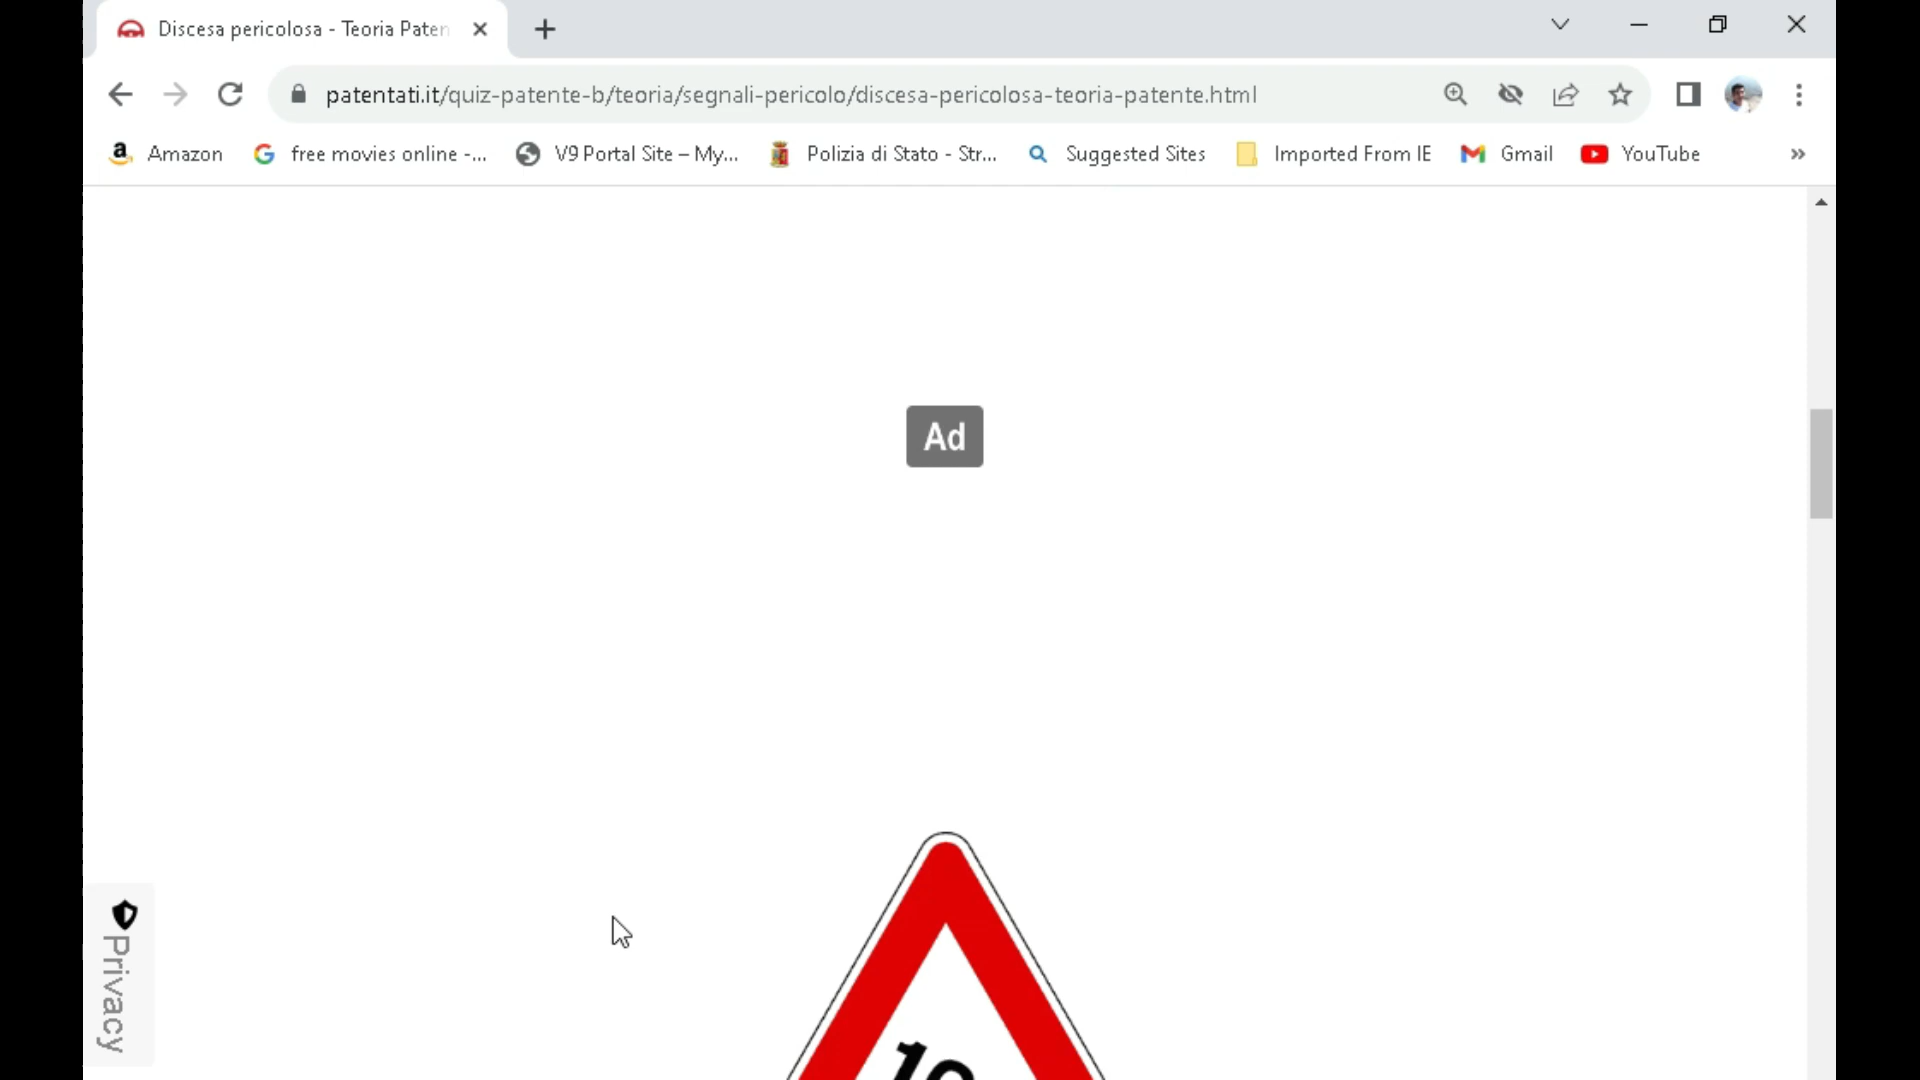 Discesa pericolosa - Teoria Paten
patentati.it/quiz-patente-b/teoria/segnali-pericolo/discesa-pericolosa-teoria-patente.html
Amazon
free movies online -...
V9 Portal Site – My...
Polizia di Stato - Str...
Suggested Sites
Imported From IE
Gmail
YouTube
Ad
Privacy
10